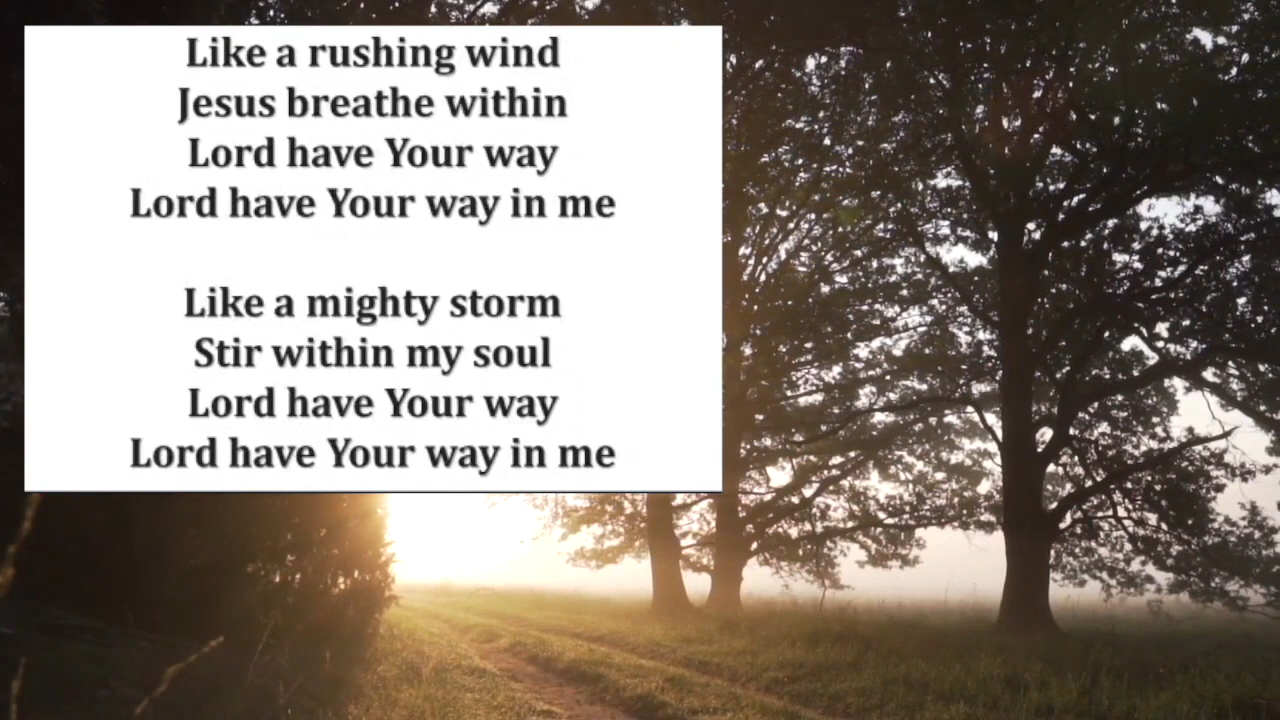 Like a rushing wind
Jesus breathe within
Lord have Your way
Lord have Your way in me
Like a mighty storm
Stir within my soul
Lord have Your way
Lord have Your way in me